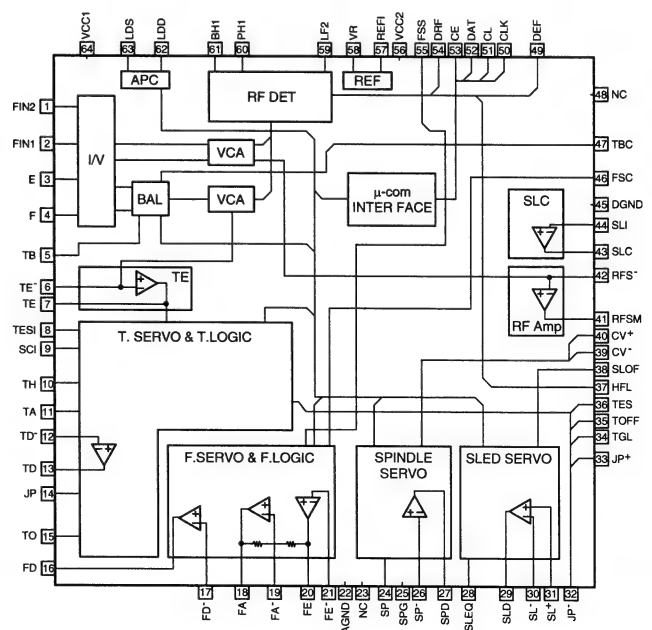 VCC1 64
LDS 63
LDD 62
BH1 61
PH1 60
LF2 59
VR 58
REFI 57
VCC2 56
FSS 55
DRF 54
CE 53
DAT 52
CL 51
CLK 50
DEF 49
APC
RF DET
REF
FIN2 1
FIN1 2
E 3
F 4
TB 5
TE- 6
TE 7
TESI 8
SCI 9
TH 10
TA 11
TD- 12
TD 13
JP 14
TO 15
FD 16
I/V
VCA
BAL
VCA
μ-com
INTER FACE
SLC
TE
RF Amp
T. SERVO & T.LOGIC
F.SERVO & F.LOGIC
SPINDLE
SERVO
SLED SERVO
48 NC
47 TBC
46 FSC
45 DGND
44 SLI
43 SLC
42 RFS-
41 RFSM
40 CV+
39 CV-
38 SLOF
37 HFL
36 TES
35 TOFF
34 TGL
33 JP+
17 FD-
18 FA
19 FA-
20 FE
21 FE-
22 AGND
23 NC
24 SP
25 SPG
26 SP-
27 SPD
28 SLEQ
29 SLD
30 SL-
31 SL+
32 JP-